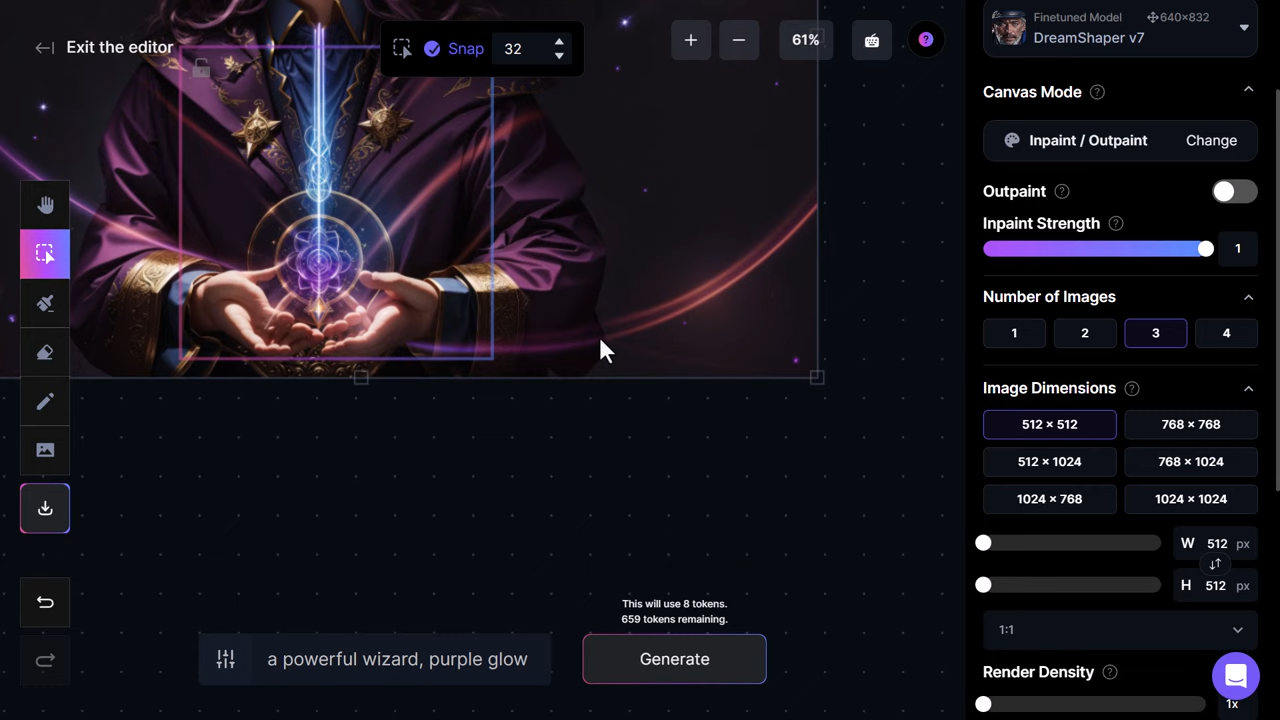 Exit the editor
Snap
32
61%
Finetuned Model
640×832
DreamShaper v7
Canvas Mode
Inpaint / Outpaint
Change
Outpaint
Inpaint Strength
1
Number of Images
1
2
3
4
Image Dimensions
512 × 512
768 × 768
512 × 1024
768 × 1024
1024 × 768
1024 × 1024
W 512 px
H 512 px
1:1
Render Density
1x
This will use 8 tokens.
659 tokens remaining.
a powerful wizard, purple glow
Generate